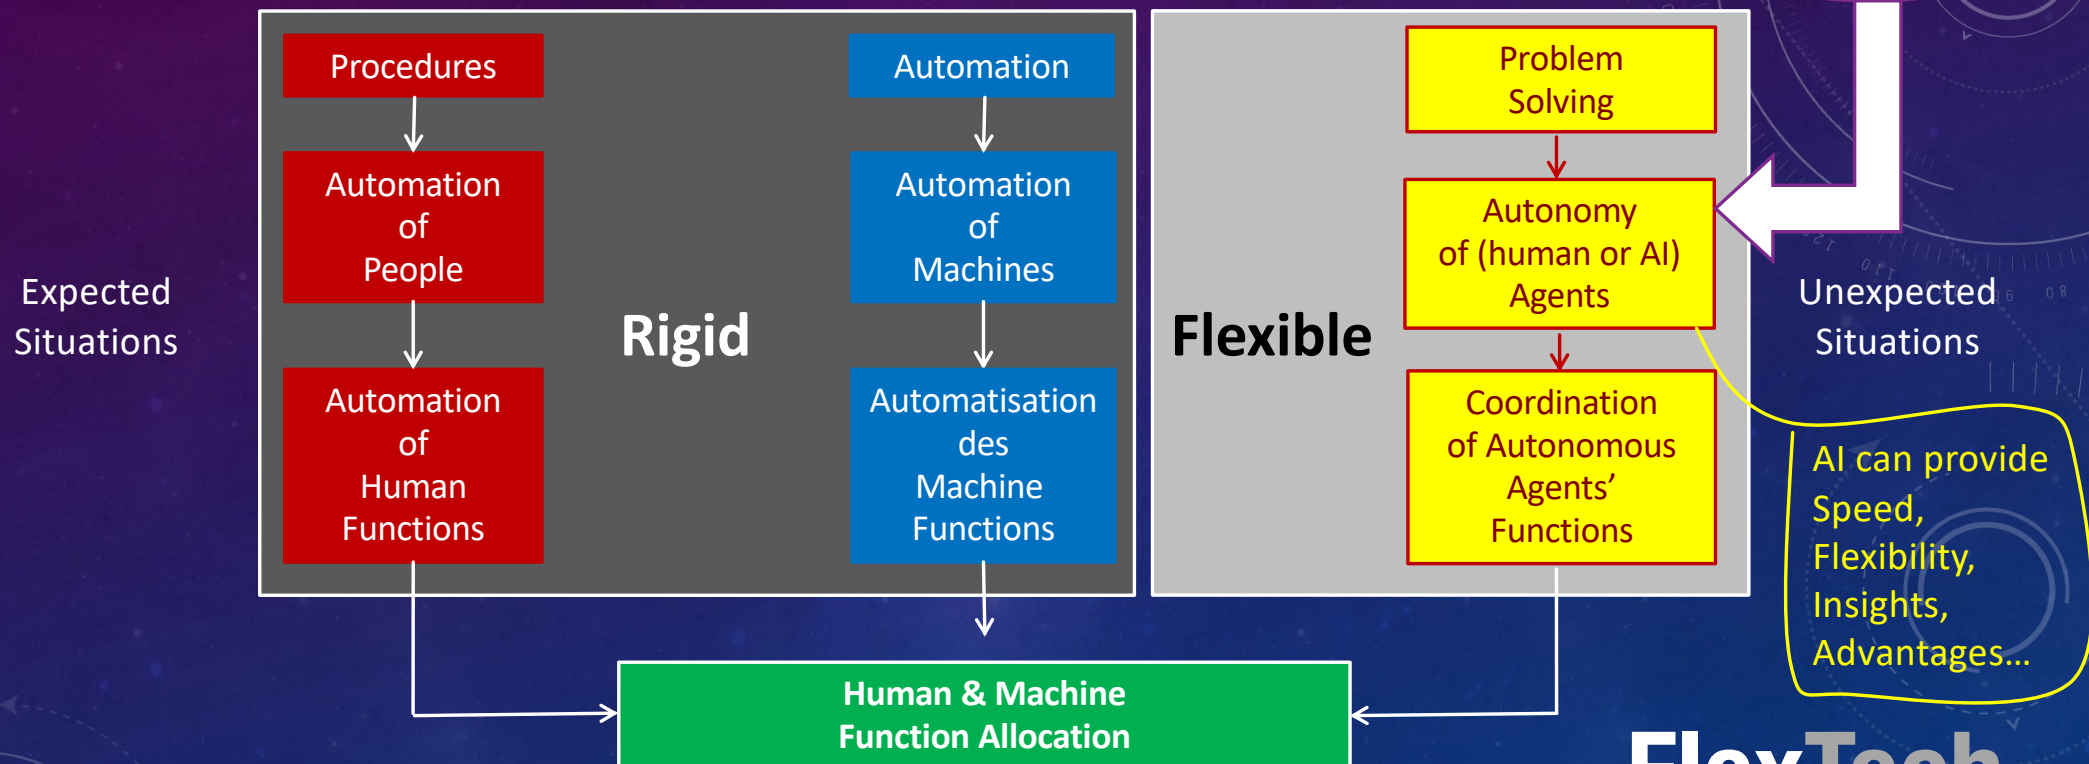 Procedures
Automation
of
People
Automation
of
Human
Functions
Automation
Automation
of
Machines
Automatisation
des
Machine
Functions
Rigid
Problem
Solving
Autonomy
of (human or AI)
Agents
Coordination
of Autonomous
Agents’
Functions
Flexible
Expected
Situations
Unexpected
Situations
AI can provide
Speed,
Flexibility,
Insights,
Advantages...
Human & Machine
Function Allocation
FlexTech